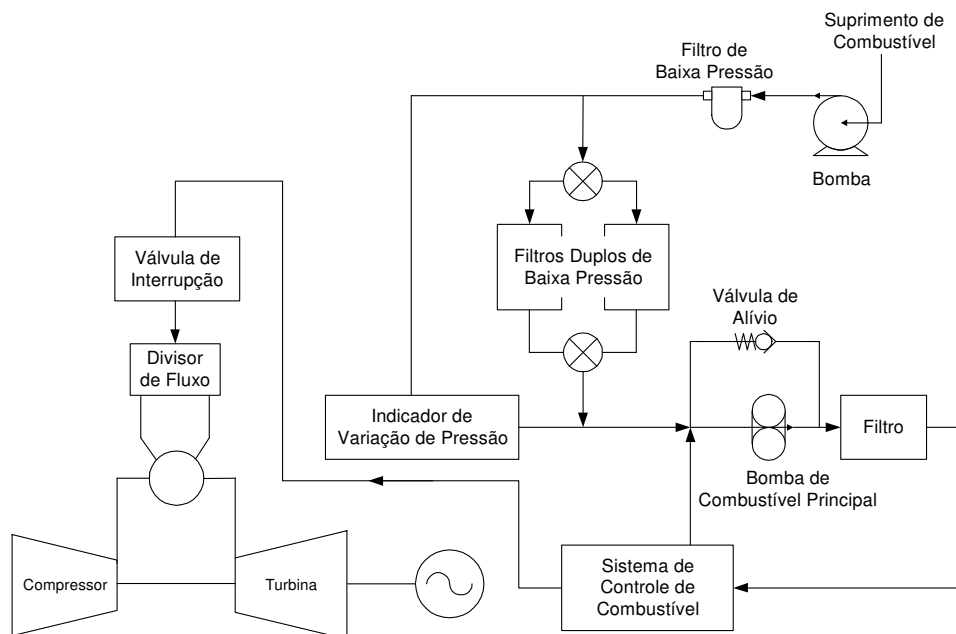 Suprimento de
Combustível
Filtro de
Baixa Pressão
Bomba
Válvula de
Interrupção
Filtros Duplos de
Baixa Pressão
Válvula de
Alívio
Divisor
de Fluxo
Indicador de
Variação de Pressão
Filtro
Bomba de
Combustível Principal
Compressor
Turbina
Sistema de
Controle de
Combustível